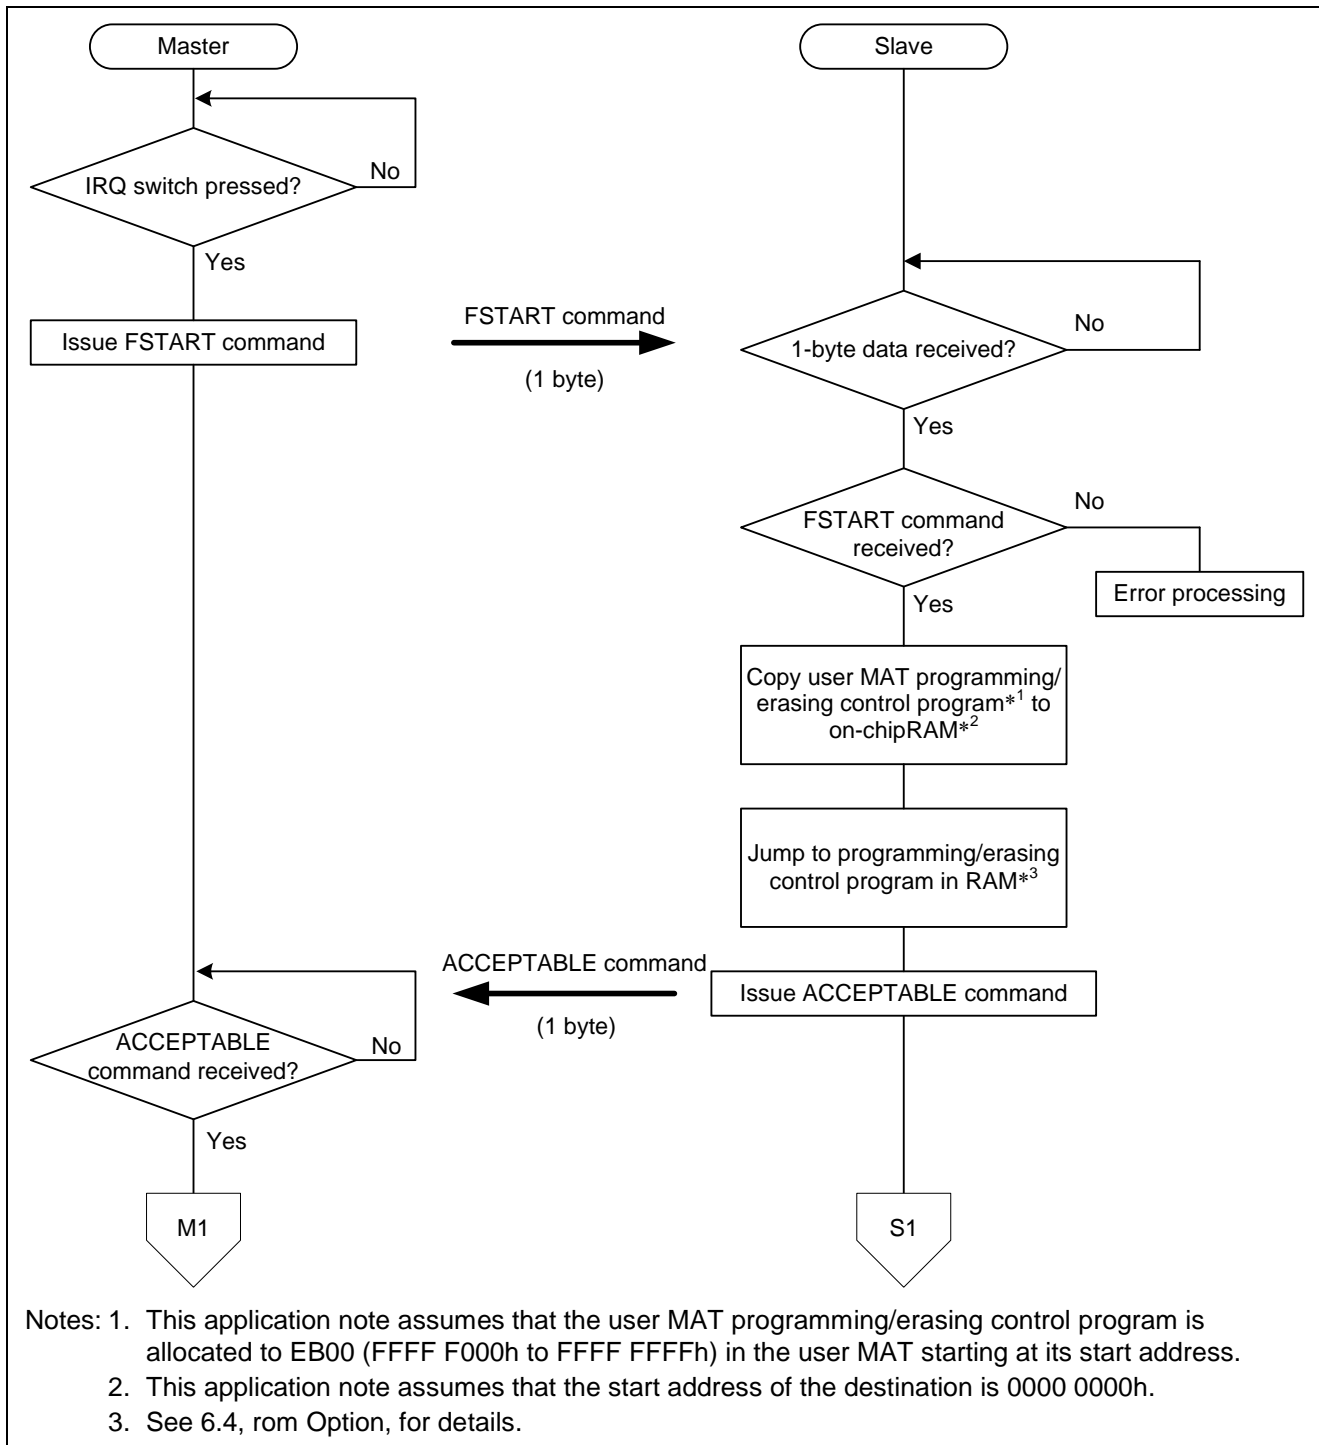 Master
Slave
No
IRQ switch pressed?
Yes
FSTART command
No
Issue FSTART command
1-byte data received?
(1 byte)
Yes
No
FSTART command
received?
Error processing
Yes
Copy user MAT programming/
erasing control program*1 to
on-chipRAM*2
Jump to programming/erasing
control program in RAM*3
ACCEPTABLE command
Issue ACCEPTABLE command
(1 byte)
ACCEPTABLE
command received?
No
Yes
M1
S1
Notes: 1. This application note assumes that the user MAT programming/erasing control program is
allocated to EB00 (FFFF F000h to FFFF FFFFh) in the user MAT starting at its start address.
2. This application note assumes that the start address of the destination is 0000 0000h.
3. See 6.4, rom Option, for details.